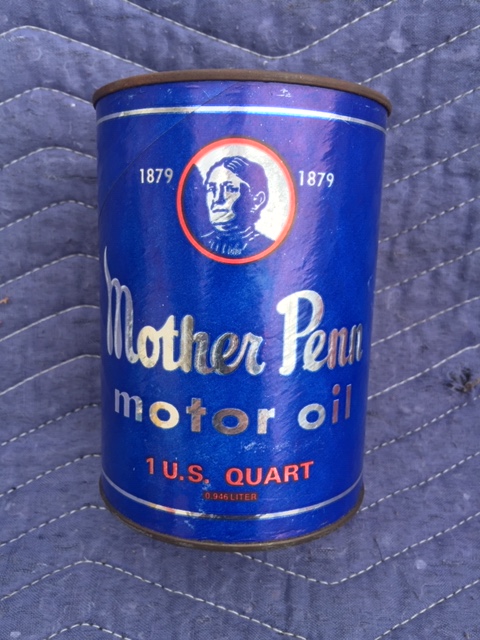 1879 1879
Mother Penn
motor oil
1 U.S. QUART
0.946 LITER